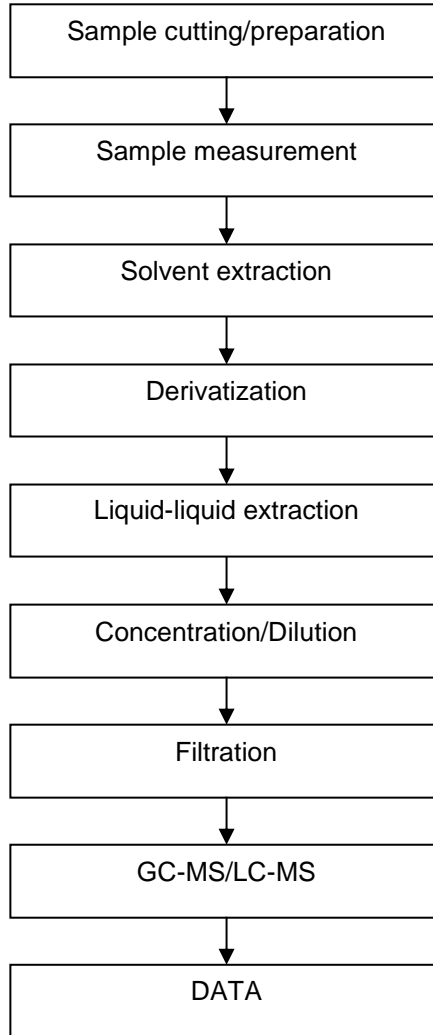 Sample cutting/preparation
Sample measurement
Solvent extraction
Derivatization
Liquid-liquid extraction
Concentration/Dilution
Filtration
GC-MS/LC-MS
DATA